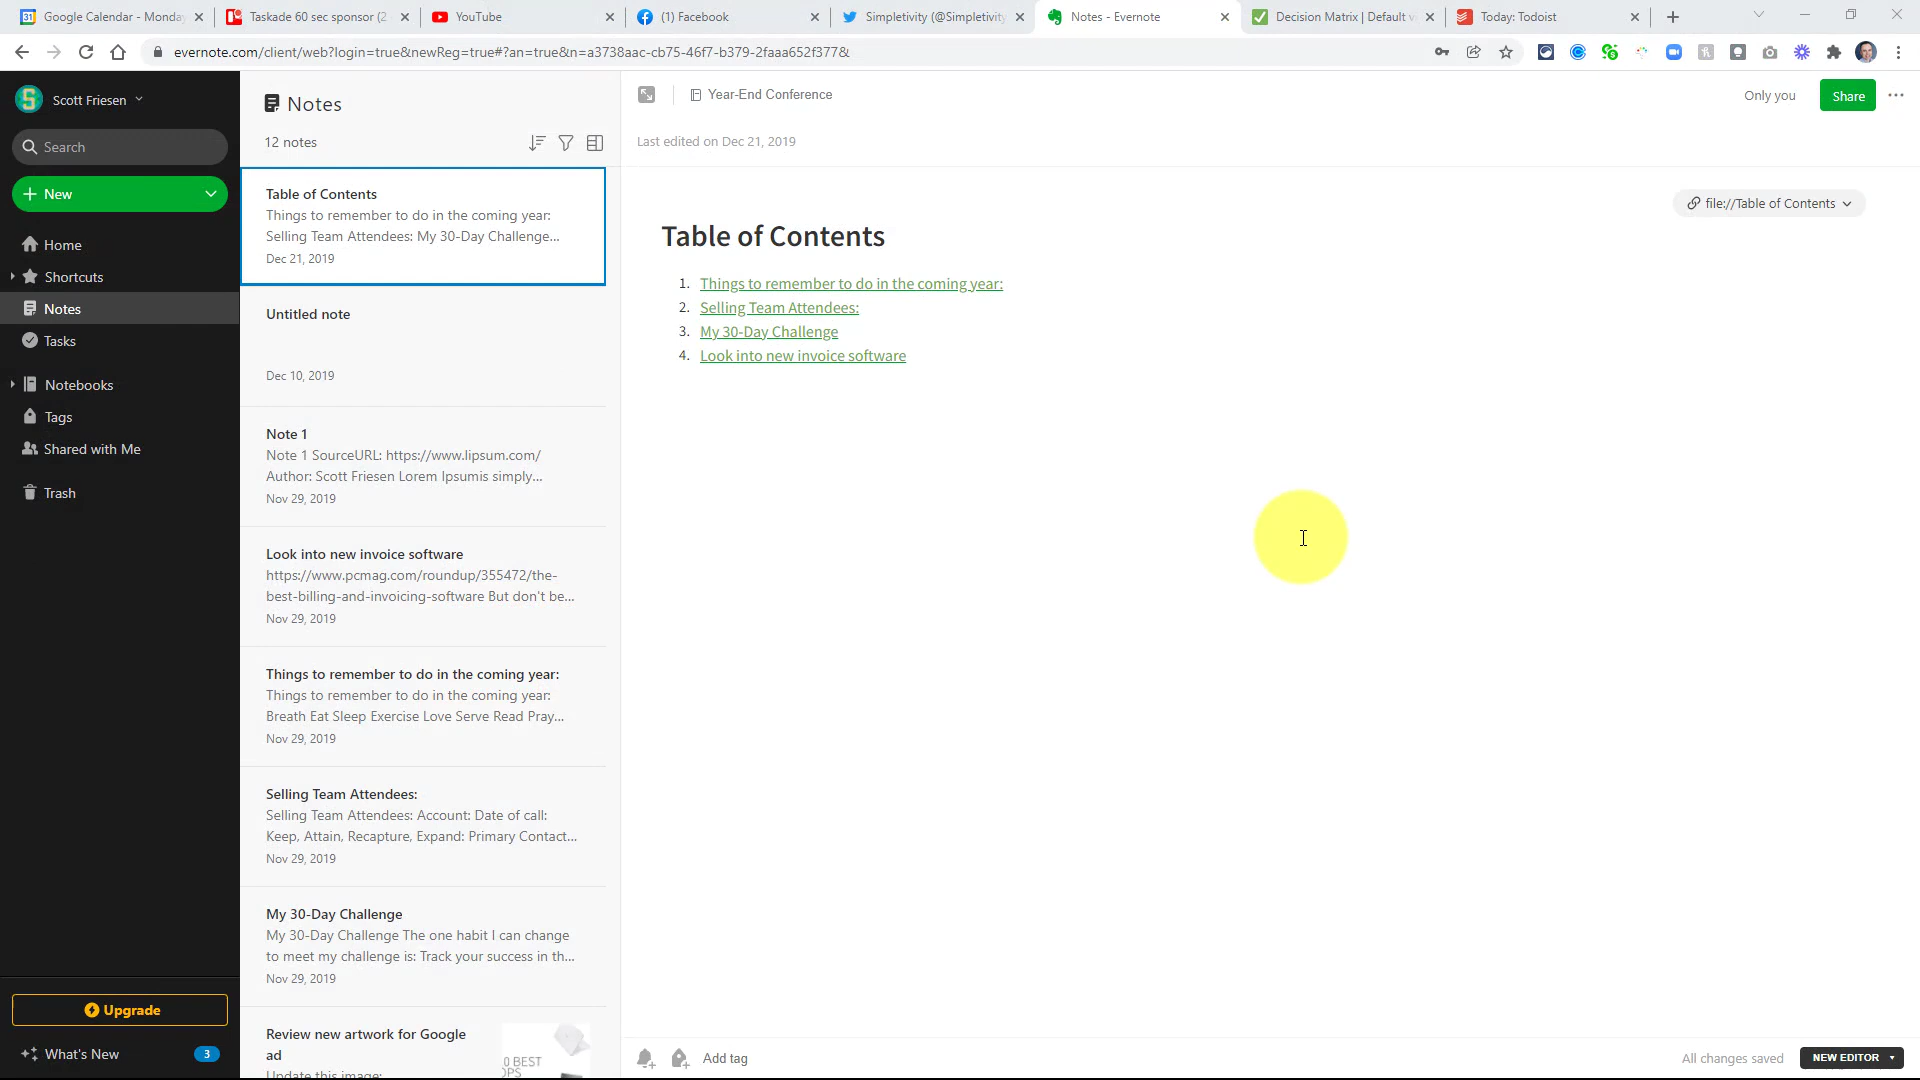 Google Calendar - Monday
Taskade 60 sec sponsor (2
YouTube
(1) Facebook
Simpletivity (@Simpletivity
Notes - Evernote
Decision Matrix | Default v
Today: Todoist
evernote.com/client/web?login=true&newReg=true#?an=true&n=a3738aac-cb75-46f7-b379-2faaa652f377&
Scott Friesen
Search
New
Home
Shortcuts
Notes
Tasks
Notebooks
Tags
Shared with Me
Trash
Upgrade
What's New
3
Notes
12 notes
Table of Contents
Things to remember to do in the coming year:
Selling Team Attendees: My 30-Day Challenge...
Dec 21, 2019
Untitled note
Dec 10, 2019
Note 1
Note 1 SourceURL: https://www.lipsum.com/
Author: Scott Friesen Lorem Ipsumis simply...
Nov 29, 2019
Look into new invoice software
https://www.pcmag.com/roundup/355472/the-
best-billing-and-invoicing-software But don't be...
Nov 29, 2019
Things to remember to do in the coming year:
Things to remember to do in the coming year:
Breath Eat Sleep Exercise Love Serve Read Pray...
Nov 29, 2019
Selling Team Attendees:
Selling Team Attendees: Account: Date of call:
Keep, Attain, Recapture, Expand: Primary Contact...
Nov 29, 2019
My 30-Day Challenge
My 30-Day Challenge The one habit I can change
to meet my challenge is: Track your success in th...
Nov 29, 2019
Review new artwork for Google
ad
Update this image:
0 BEST
OPS
Year-End Conference
Only you
Share
Last edited on Dec 21, 2019
file://Table of Contents
Table of Contents
1. Things to remember to do in the coming year:
2. Selling Team Attendees:
3. My 30-Day Challenge
4. Look into new invoice software
Add tag
All changes saved
NEW EDITOR